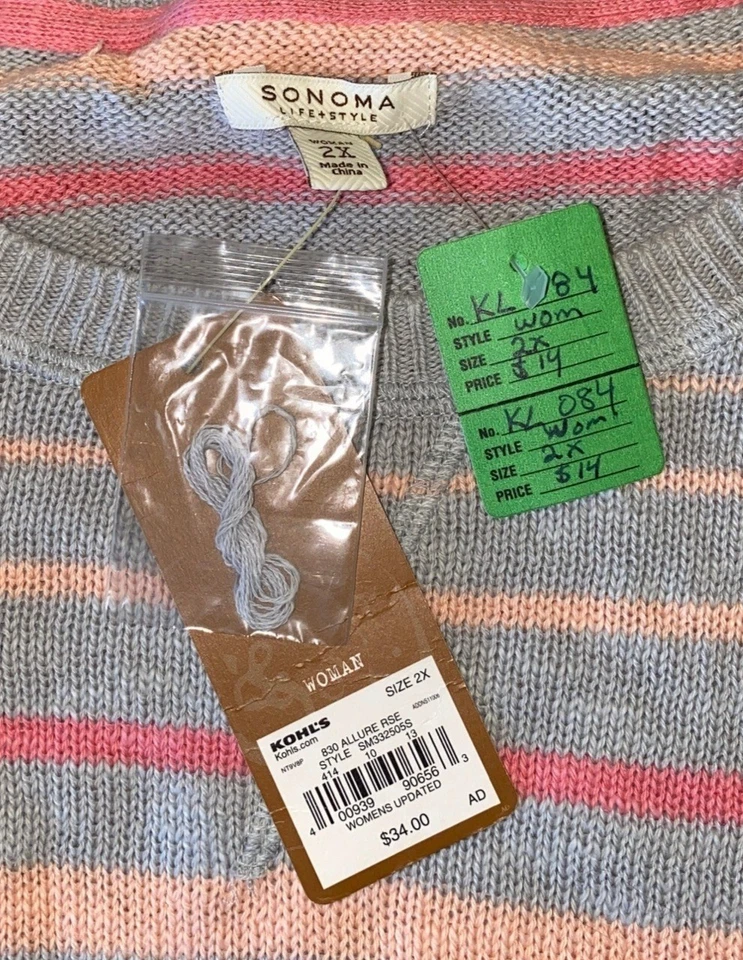 SONOMA
LIFE+STYLE
WOMAN
2X
Made in
China
No. KL 084
STYLE Wom
SIZE 2X
PRICE $14
No. KL 084
STYLE Wom
SIZE 2X
PRICE $14
WOMAN
KOHL'S
Kohls.com
SIZE 2X
NT9VBP
830 ALLURE RSE
ADDNS11008
STYLE SM332505S
414 10 13
4 00939 90656 3
WOMENS UPDATED
AD
$34.00